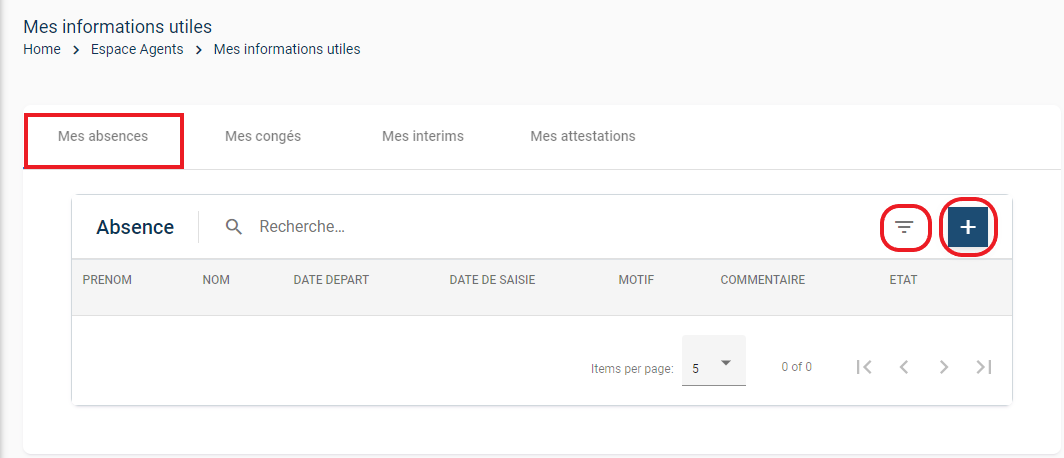 Mes informations utiles
Home > Espace Agents > Mes informations utiles
Mes absences Mes congés Mes interims Mes attestations
Absence Recherche... +
PRENOM NOM DATE DEPART DATE DE SAISIE MOTIF COMMENTAIRE ETAT
Items per page: 5 0 of 0